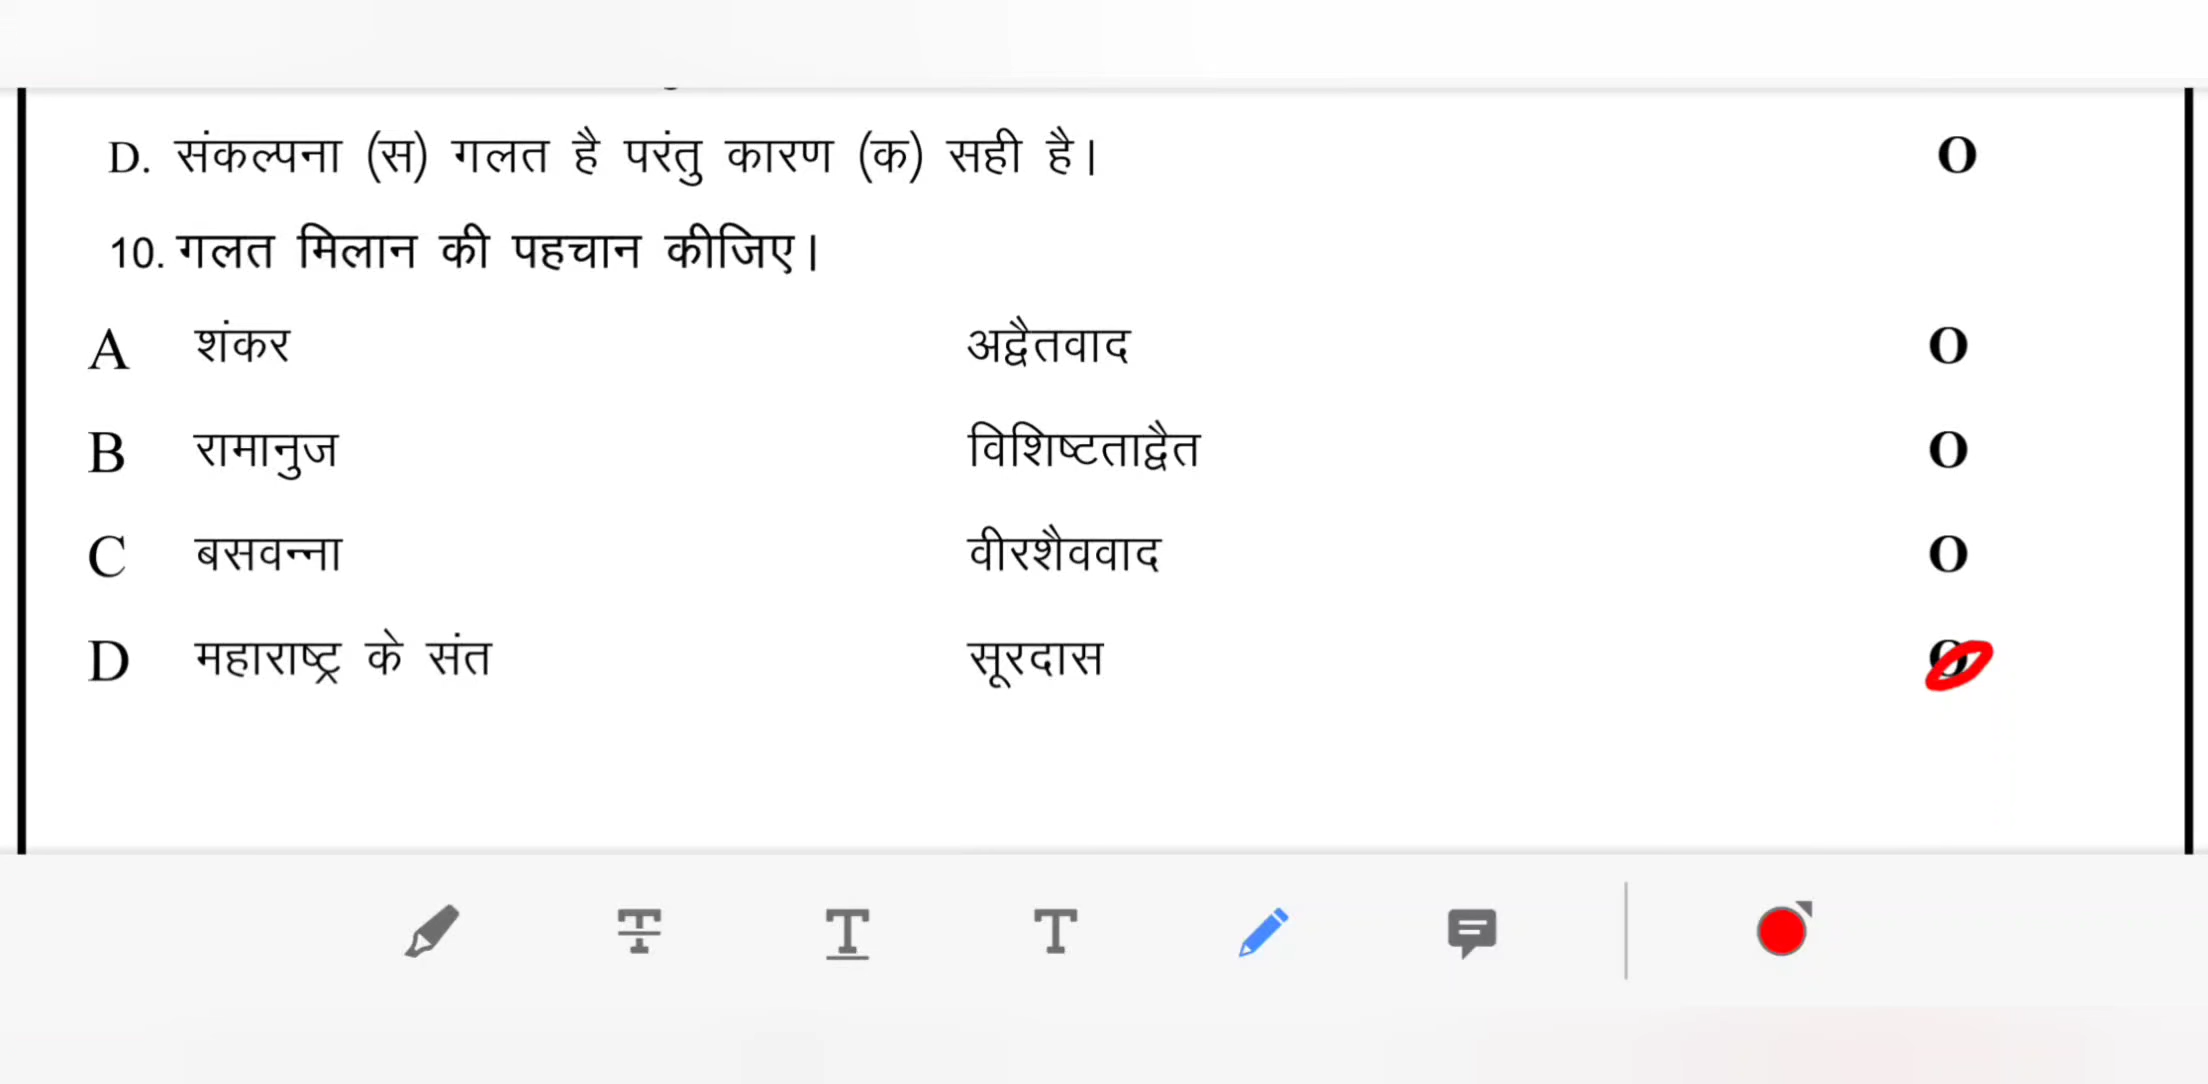 D. संकल्पना (स) गलत है परंतु कारण (क) सही है। O
10. गलत मिलान की पहचान कीजिए।
A शंकर अद्वैतवाद O
B रामानुज विशिष्टताद्वैत O
C बसवन्ना वीरशैववाद O
D महाराष्ट्र के संत सूरदास O